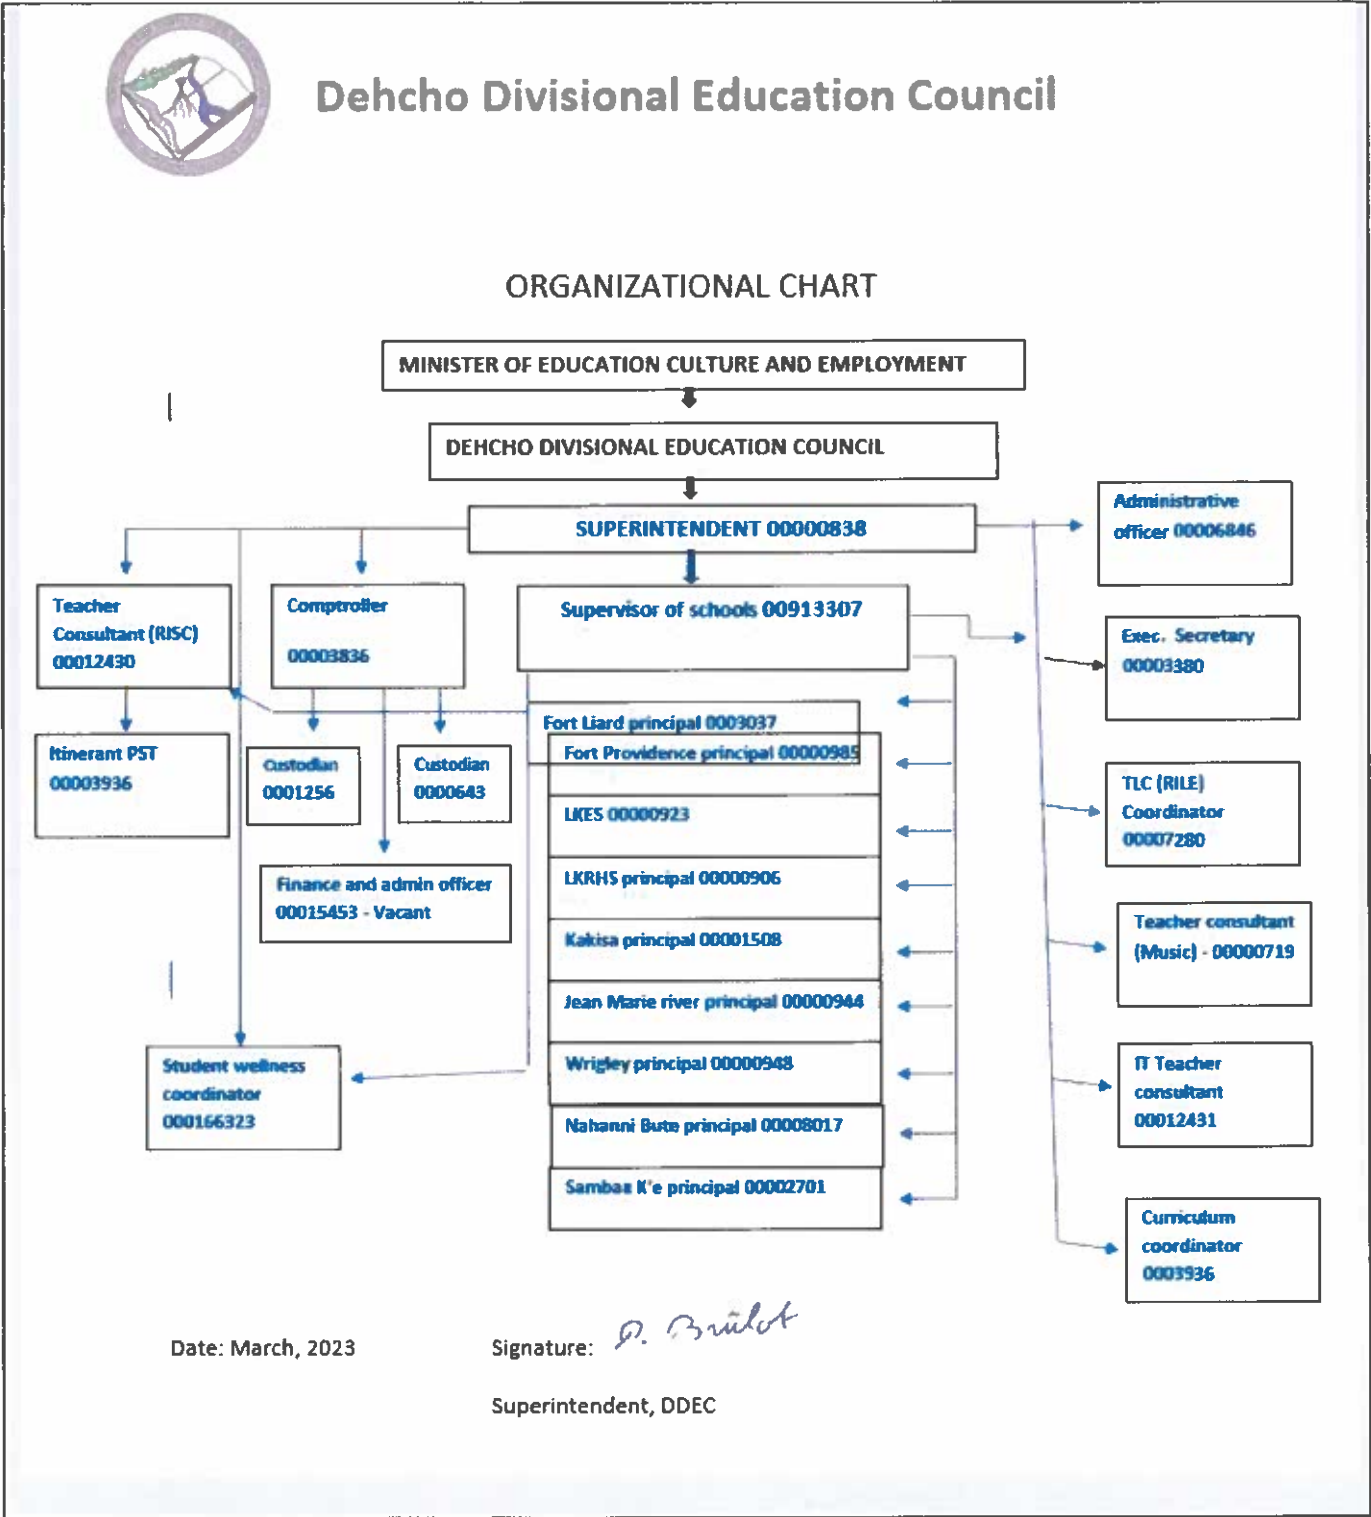 Dehcho Divisional Education Council
ORGANIZATIONAL CHART
MINISTER OF EDUCATION CULTURE AND EMPLOYMENT
DEHCHO DIVISIONAL EDUCATION COUNCIL
SUPERINTENDENT 00000838
Administrative
officer 00006846
Teacher
Consultant (RISC)
00012430
Comptroller
00003836
Supervisor of schools 00913307
Exec. Secretary
00003380
Itinerant PST
00003936
Custodian
0001256
Custodian
0000643
Finance and admin officer
00015453 - Vacant
Fort Liard principal 0003037
Fort Providence principal 00000985
LKES 00000923
LKRHS principal 00000906
Kakisa principal 00001508
Jean Marie river principal 00000944
Wrigley principal 00000948
Nahanni Bute principal 00008017
Sambaa K'e principal 00002701
TLC (RILE)
Coordinator
00007280
Teacher consultant
(Music) - 00000719
IT Teacher
consultant
00012431
Curriculum
coordinator
0003936
Student wellness
coordinator
000166323
Date: March, 2023
Signature: P. Brûlot
Superintendent, DDEC